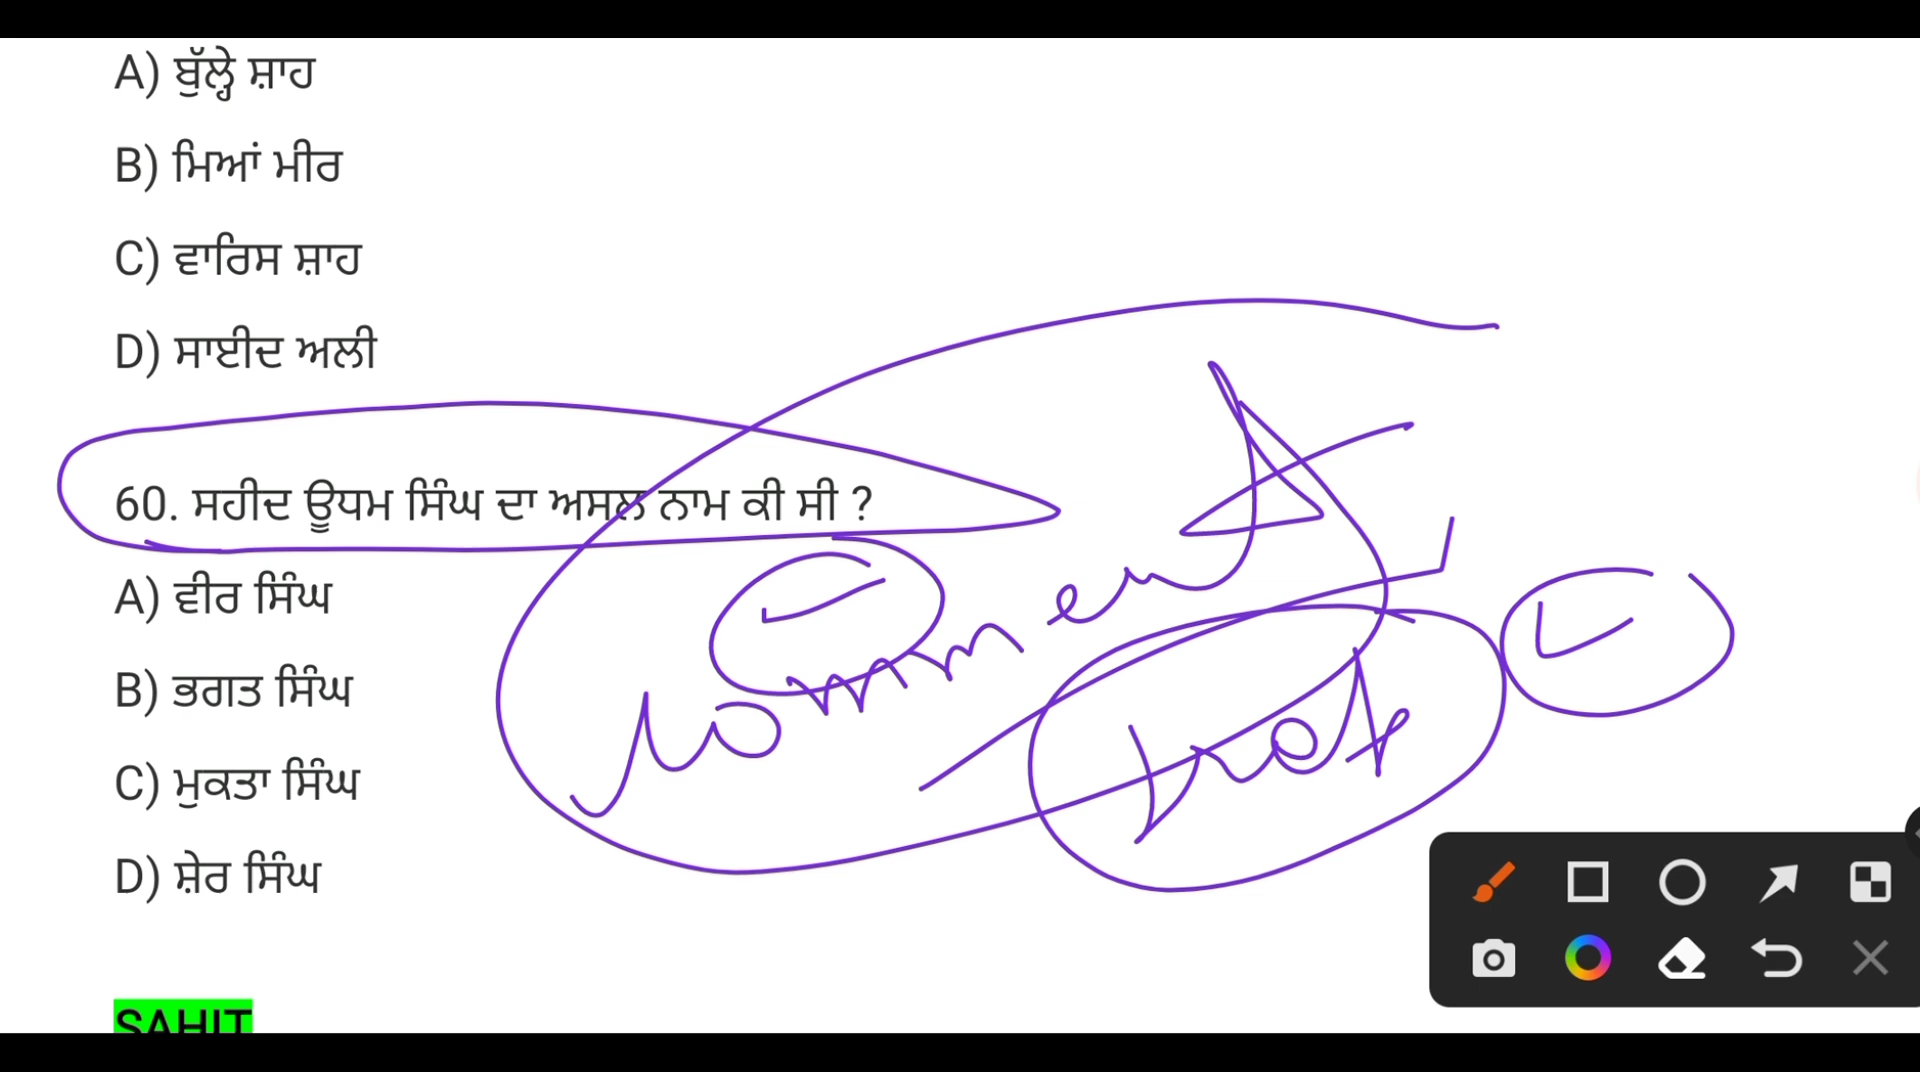 A) ਬੁੱਲ੍ਹੇ ਸ਼ਾਹ
B) ਮਿਆਂ ਮੀਰ
C) ਵਾਰਿਸ ਸ਼ਾਹ
D) ਸਾਈਦ ਅਲੀ
60. ਸਹੀਦ ਊਧਮ ਸਿੰਘ ਦਾ ਅਸਲ ਨਾਮ ਕੀ ਸੀ ?
A) ਵੀਰ ਸਿੰਘ
B) ਭਗਤ ਸਿੰਘ
C) ਮੁਕਤਾ ਸਿੰਘ
D) ਸ਼ੇਰ ਸਿੰਘ
Comment
SAHIT